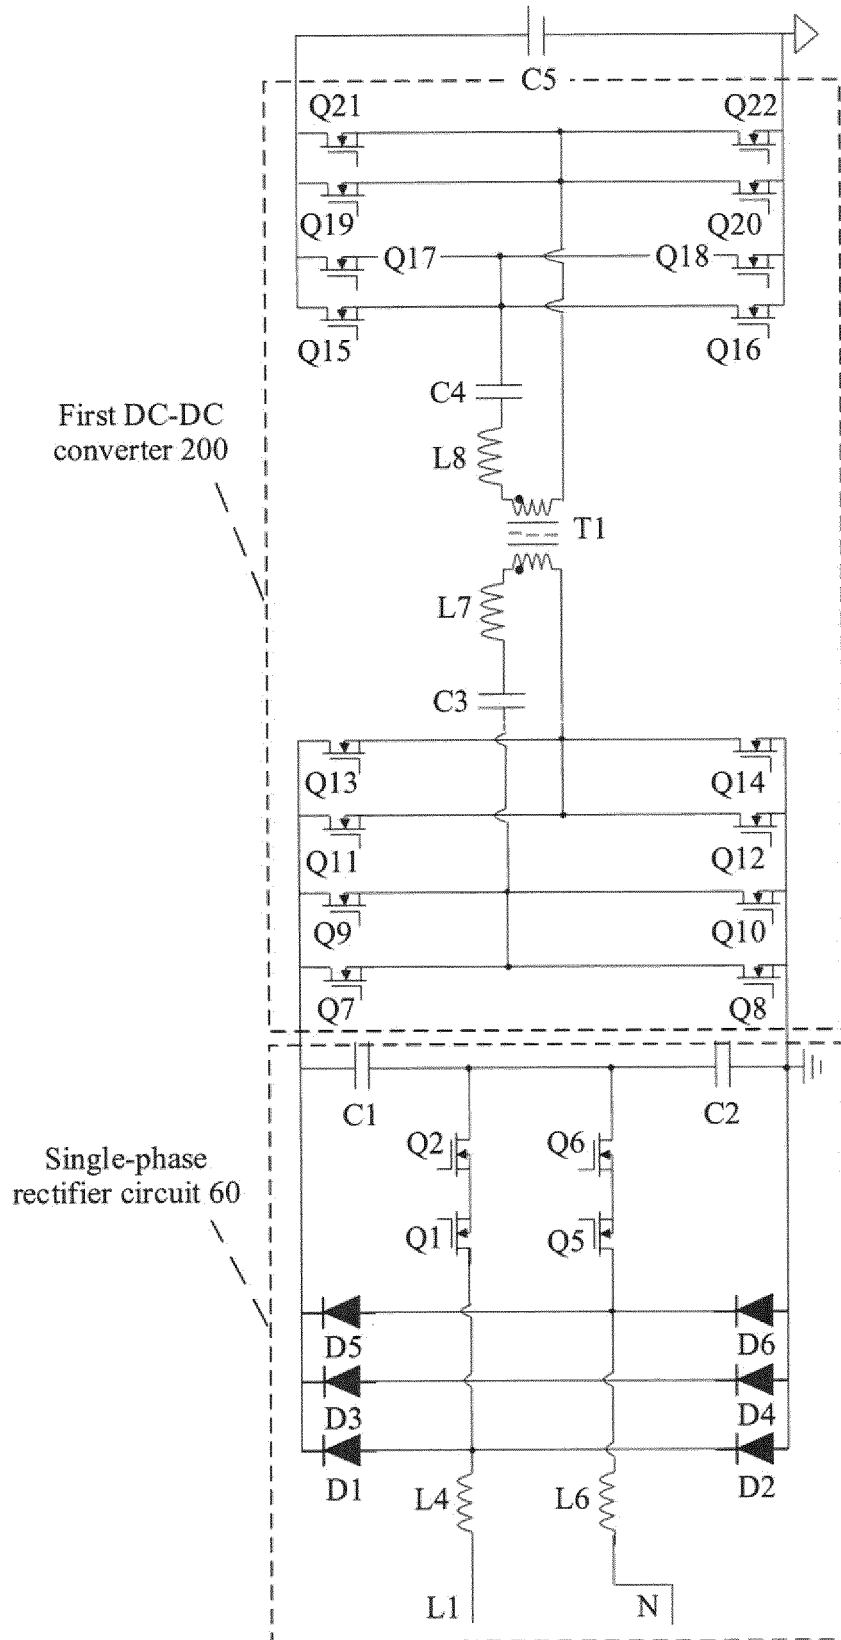 C5
Q21
Q22
Q19
Q20
Q17
Q18
Q15
Q16
C4
First DC-DC
converter 200
L8
T1
L7
C3
Q13
Q14
Q11
Q12
Q9
Q10
Q7
Q8
C1
C2
Q2
Q6
Single-phase
rectifier circuit 60
Q1
Q5
D5
D6
D3
D4
D1
D2
L4
L6
L1
N